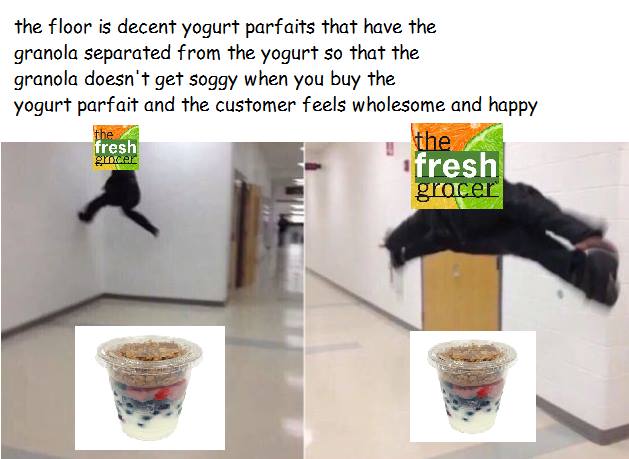 the floor is decent yogurt parfaits that have the
granola separated from the yogurt so that the
granola doesn't get soggy when you buy the
yogurt parfait and the customer feels wholesome and happy
the
fresh
grocer
the
fresh
grocer